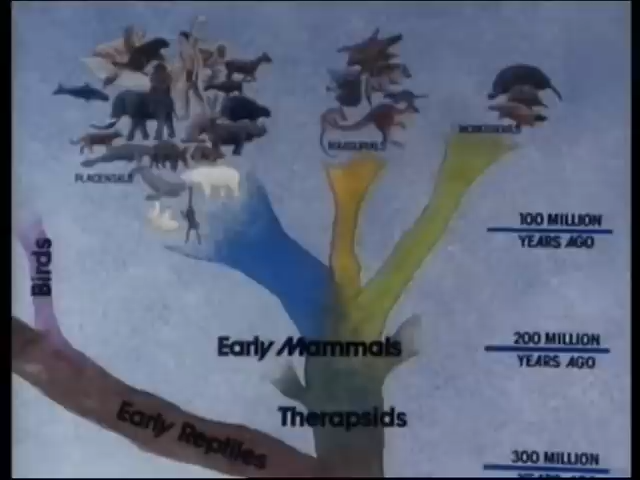 PLACENTALS
MARSUPIALS
MONOTREMES
100 MILLION
YEARS AGO
Birds
Early Mammals
200 MILLION
YEARS AGO
Early Reptiles
Therapsids
300 MILLION